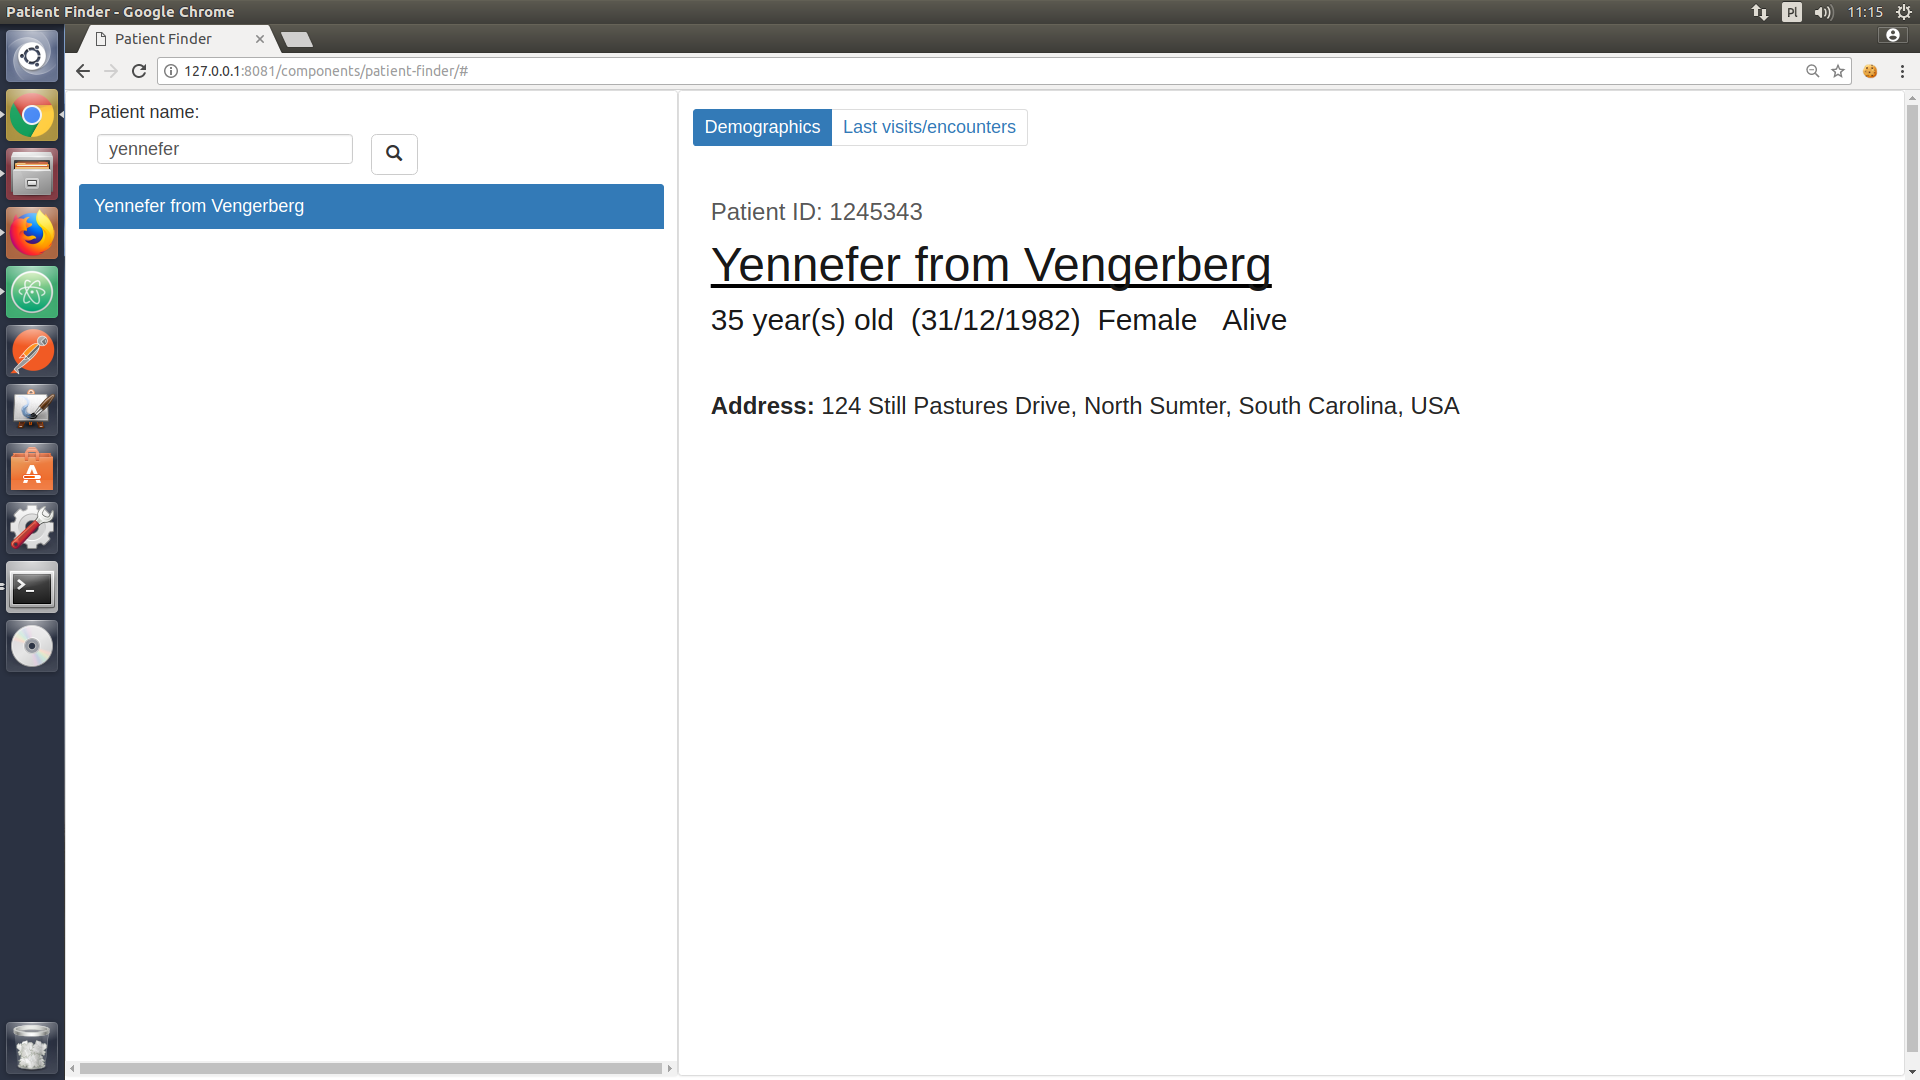 Patient Finder - Google Chrome
Pl
11:15
Patient Finder
127.0.0.1:8081/components/patient-finder/#
Patient name:
yennefer
Yennefer from Vengerberg
Demographics
Last visits/encounters
Patient ID: 1245343
Yennefer from Vengerberg
35 year(s) old (31/12/1982) Female Alive
Address: 124 Still Pastures Drive, North Sumter, South Carolina, USA